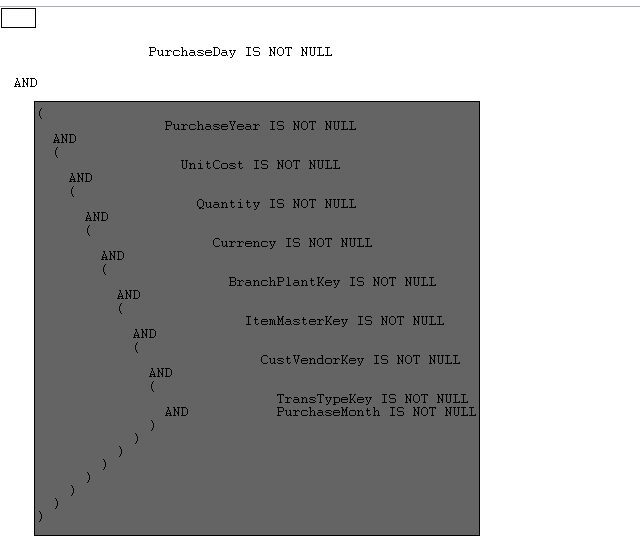 PurchaseDay IS NOT NULL
AND
(
PurchaseYear IS NOT NULL
AND
(
UnitCost IS NOT NULL
AND
(
Quantity IS NOT NULL
AND
(
Currency IS NOT NULL
AND
(
BranchPlantKey IS NOT NULL
AND
(
ItemMasterKey IS NOT NULL
AND
(
CustVendorKey IS NOT NULL
AND
(
TransTypeKey IS NOT NULL
AND PurchaseMonth IS NOT NULL
)
)
)
)
)
)
)
)